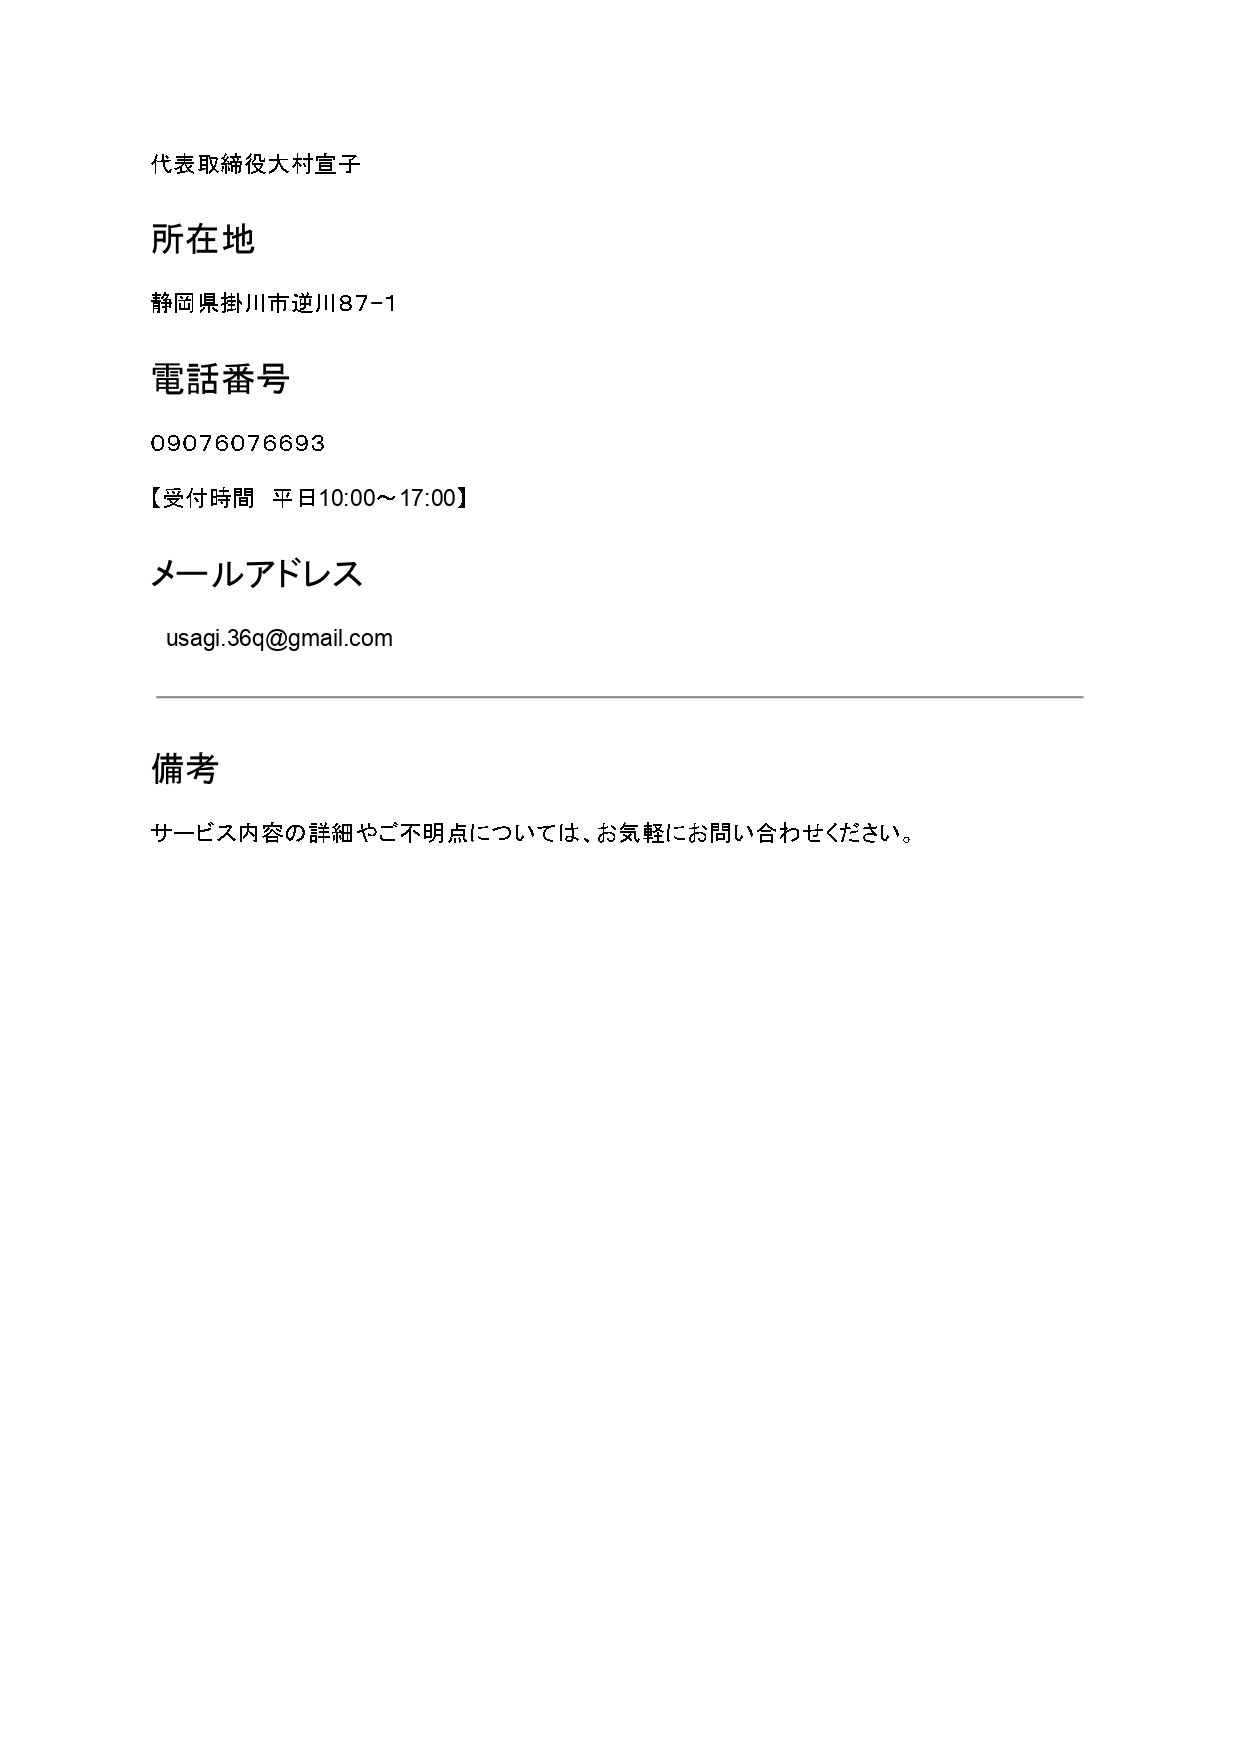 代表取締役大村宣子
所在地
静岡県掛川市逆川８７−１
電話番号
０９０７６０７６６９３
【受付時間　平日10:00〜17:00】
メールアドレス
usagi.36q@gmail.com
備考
サービス内容の詳細やご不明点については、お気軽にお問い合わせください。